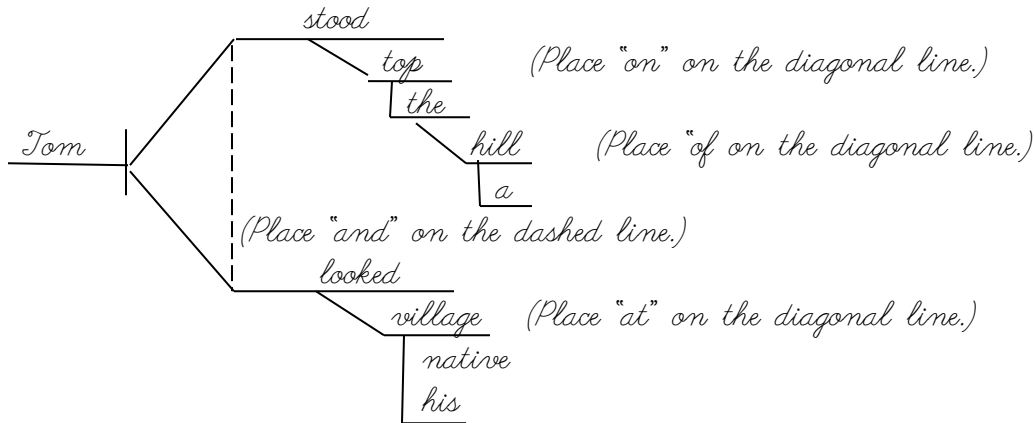 stood
top (Place “on” on the diagonal line.)
the
Tom
hill (Place “of on the diagonal line.)
a
(Place “and” on the dashed line.)
looked
village (Place “at” on the diagonal line.)
native
his